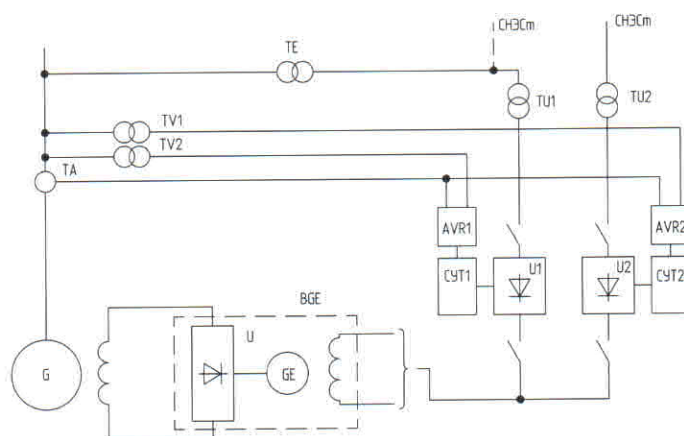 СНЭСт
СНЭСт
TE
TU1
TU2
TV1
TV2
TA
AVR1
AVR2
СУТ1
U1
U2
СУТ2
BGE
U
G
GE